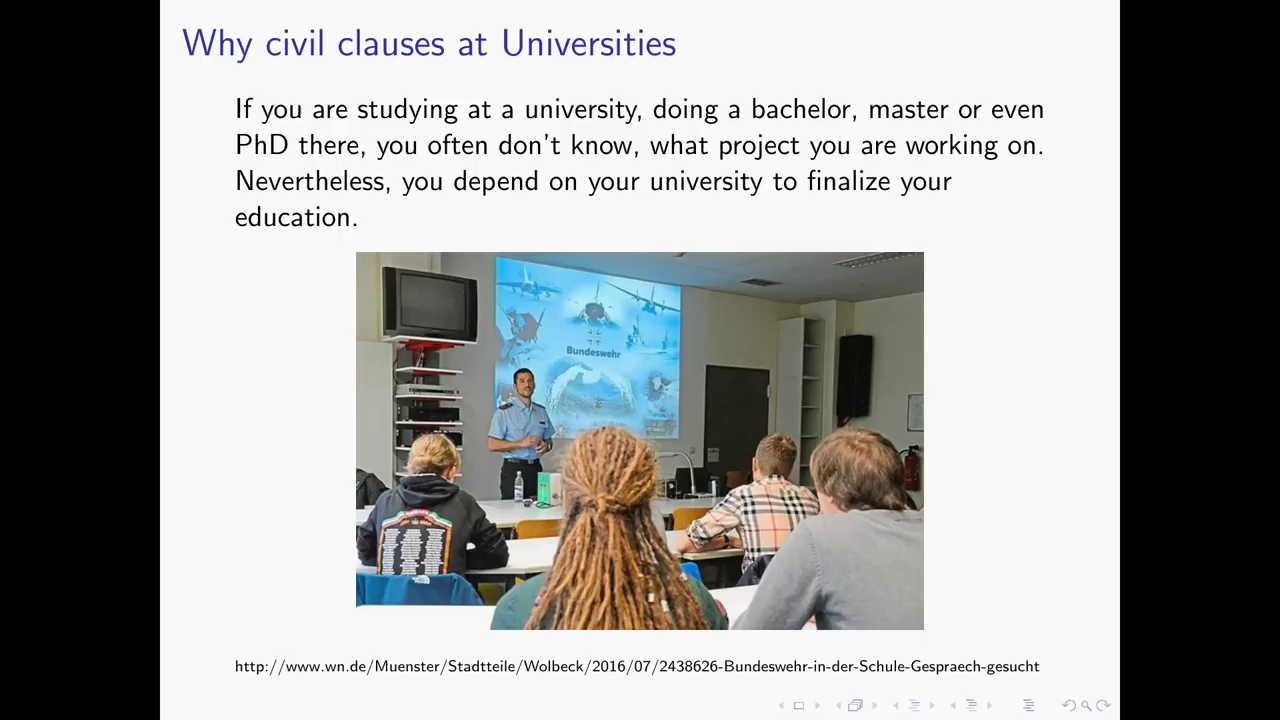 Why civil clauses at Universities
If you are studying at a university, doing a bachelor, master or even
PhD there, you often don't know, what project you are working on.
Nevertheless, you depend on your university to finalize your
education.
Bundeswehr
http://www.wn.de/Muenster/Stadtteile/Wolbeck/2016/07/2438626-Bundeswehr-in-der-Schule-Gespraech-gesucht